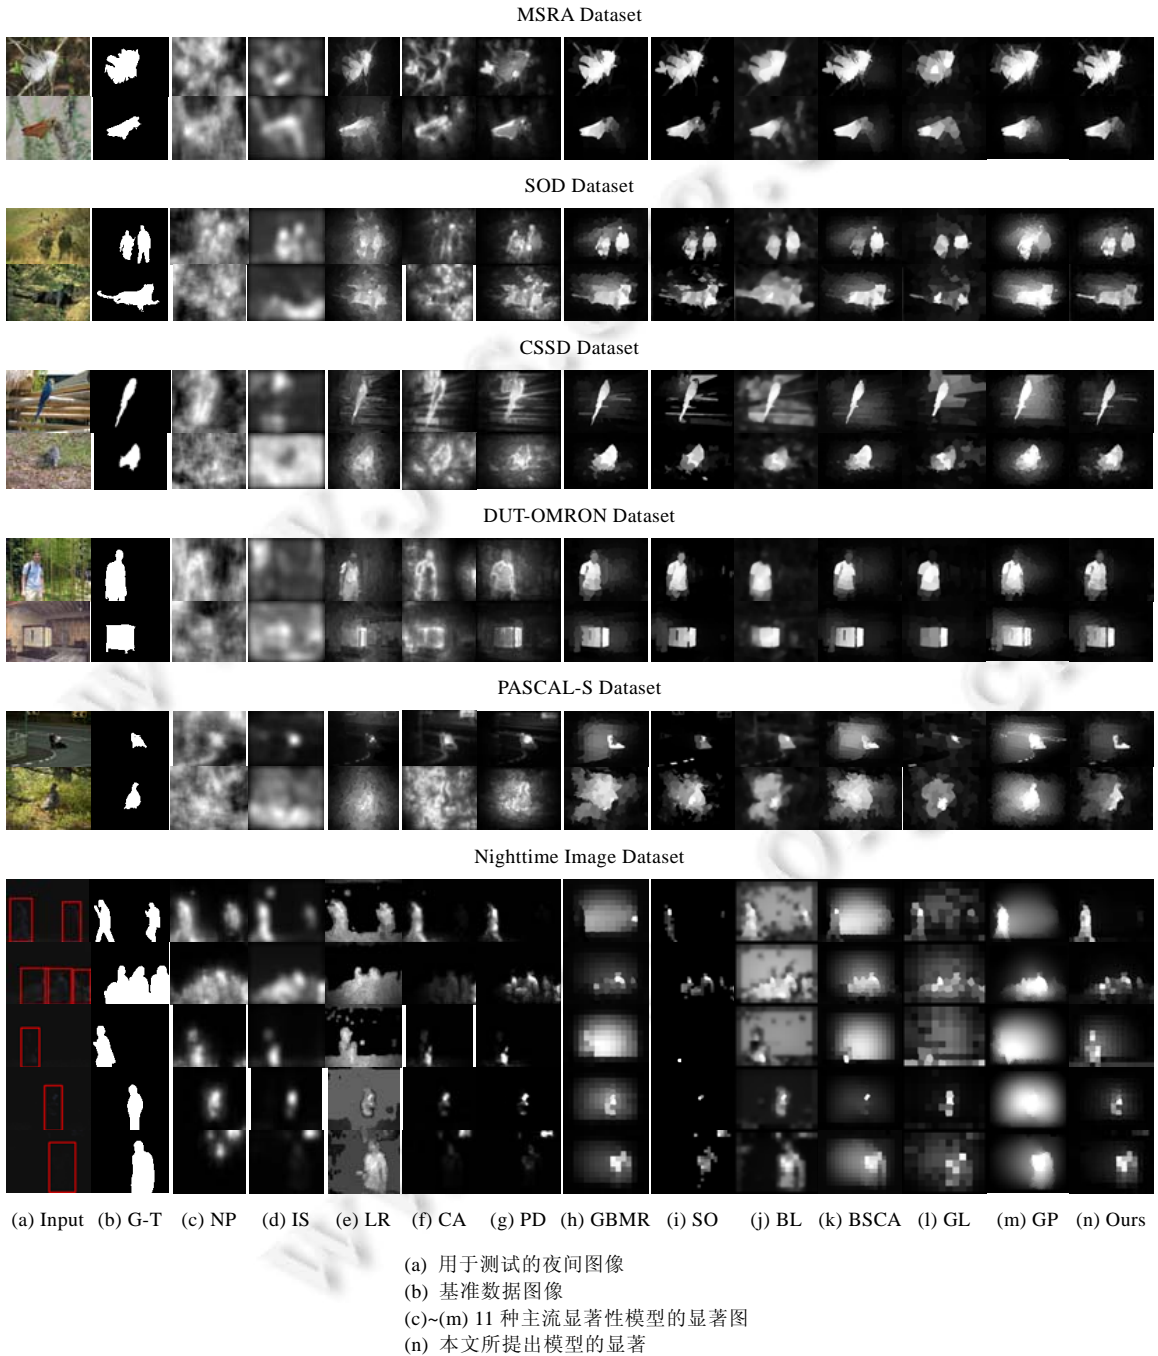 MSRA Dataset
SOD Dataset
CSSD Dataset
DUT-OMRON Dataset
PASCAL-S Dataset
Nighttime Image Dataset
(a) Input (b) G-T (c) NP (d) IS (e) LR (f) CA (g) PD (h) GBMR (i) SO (j) BL (k) BSCA (l) GL (m) GP (n) Ours
(a) 用于测试的夜间图像
(b) 基准数据图像
(c)~(m) 11 种主流显著性模型的显著图
(n) 本文所提出模型的显著